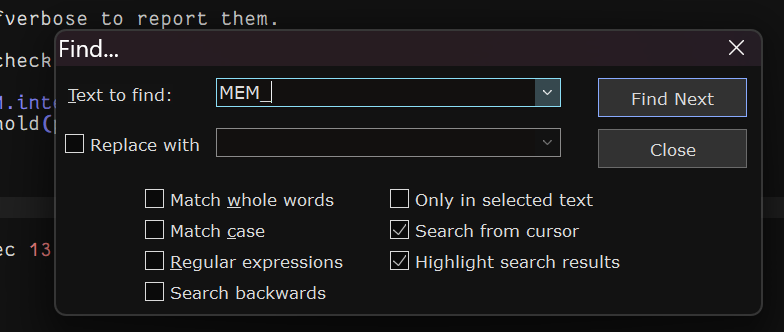 fverbose to report them.
Find...
check
Text to find: MEM_
Find Next
Replace with
Close
Match whole words
Only in selected text
Match case
Search from cursor
Regular expressions
Highlight search results
Search backwards
ec 13